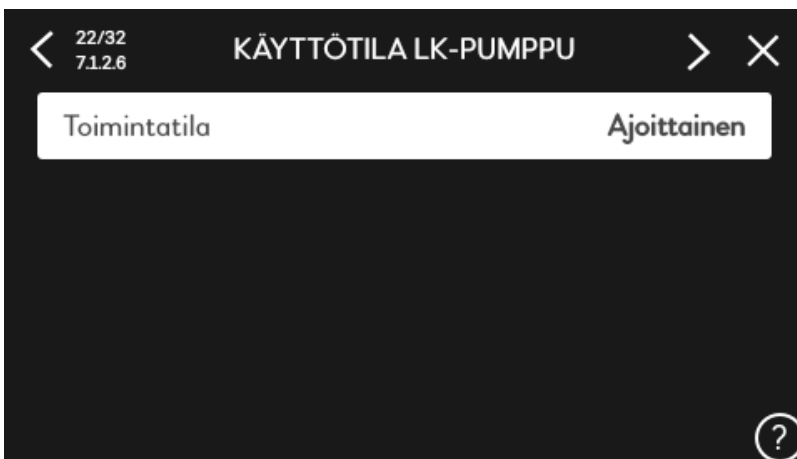 22/32
7.1.2.6
KÄYTTÖTILA LK-PUMPPU
Toimintatila Ajoittainen
?